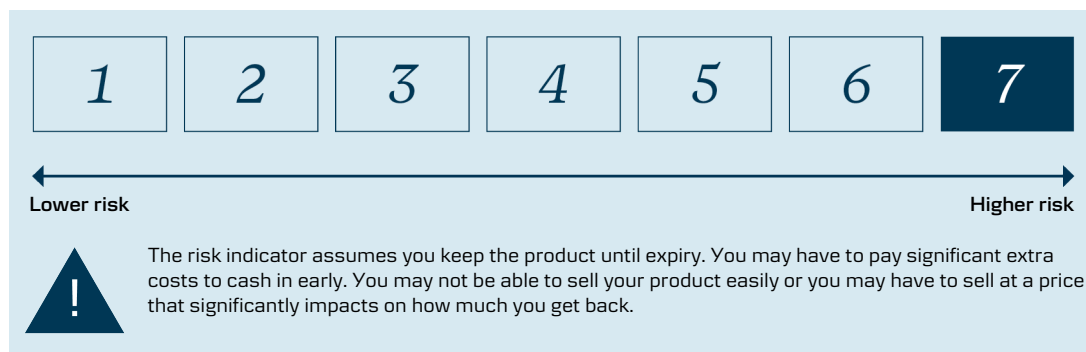 1 2 3 4 5 6 7
Lower risk Higher risk
The risk indicator assumes you keep the product until expiry. You may have to pay significant extra
costs to cash in early. You may not be able to sell your product easily or you may have to sell at a price
that significantly impacts on how much you get back.
!